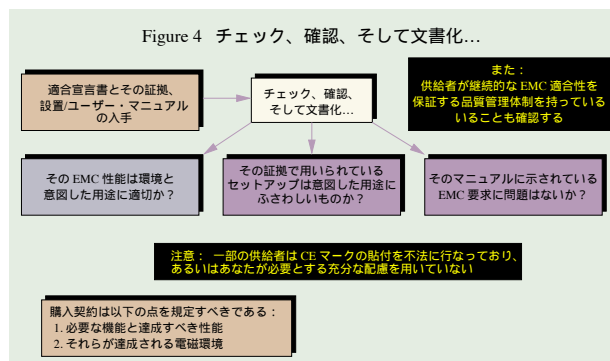 Figure 4 チェック、確認、そして文書化...
適合宣言書とその証拠、
設置/ユーザー・マニュアル
の入手
チェック、確認、
そして文書化...
また：
供給者が継続的な EMC 適合性を
保証する品質管理体制を持っている
いることも確認する
その EMC 性能は環境と
意図した用途に適切か？
その証拠で用いられている
セットアップは意図した用途に
ふさわしいものか？
そのマニュアルに示されている
EMC 要求に問題はないか？
注意： 一部の供給者は CE マークの貼付を不法に行なっており、
あるいはあなたが必要とする充分な配慮を用いていない
購入契約は以下の点を規定すべきである：
1. 必要な機能と達成すべき性能
2. それらが達成される電磁環境